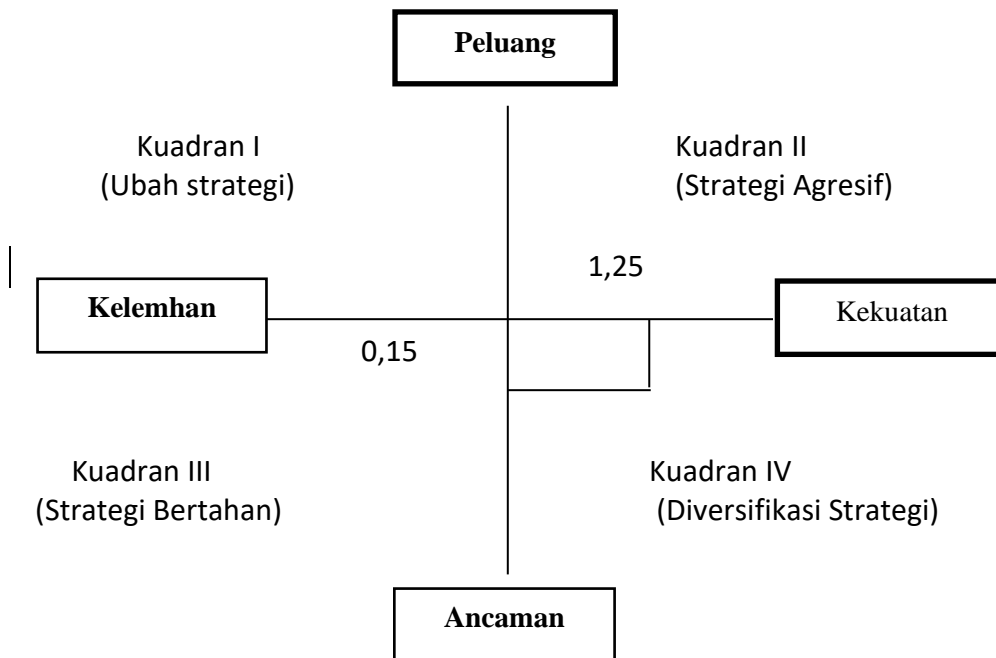 Peluang
Kuadran I
(Ubah strategi)
Kuadran II
(Strategi Agresif)
1,25
Kelemhan
Kekuatan
0,15
Kuadran III
(Strategi Bertahan)
Kuadran IV
(Diversifikasi Strategi)
Ancaman